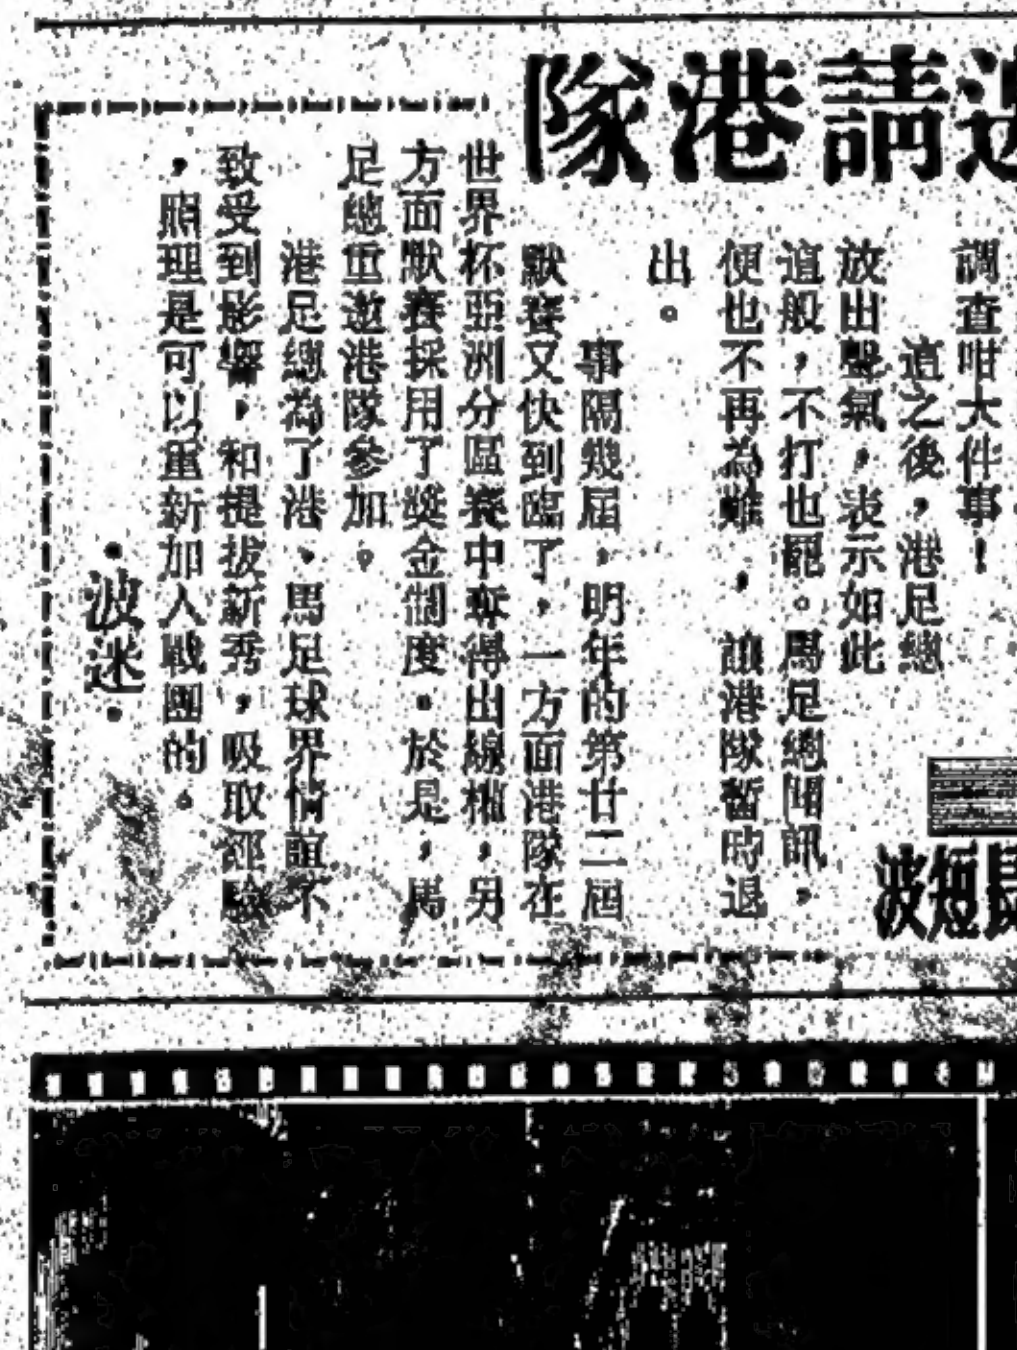 請港隊
長短波
調查咁大件事！
這之後，港足總
放出聲氣，表示如此
這般，不打也罷。馬足總聞訊，
便也不再為難，讓港隊暫時退
出。
事隔幾屆，明年的第廿二屆
默賽又快到臨了，一方面港隊在
世界杯亞洲分區賽中奪得出線權，另
方面默賽採用了獎金制度。於是，馬
足總重邀港隊參加。
港足總為了港、馬足球界情誼不
致受到影響，和提拔新秀，吸取經驗
，照理是可以重新加入戰團的。
•波迷•